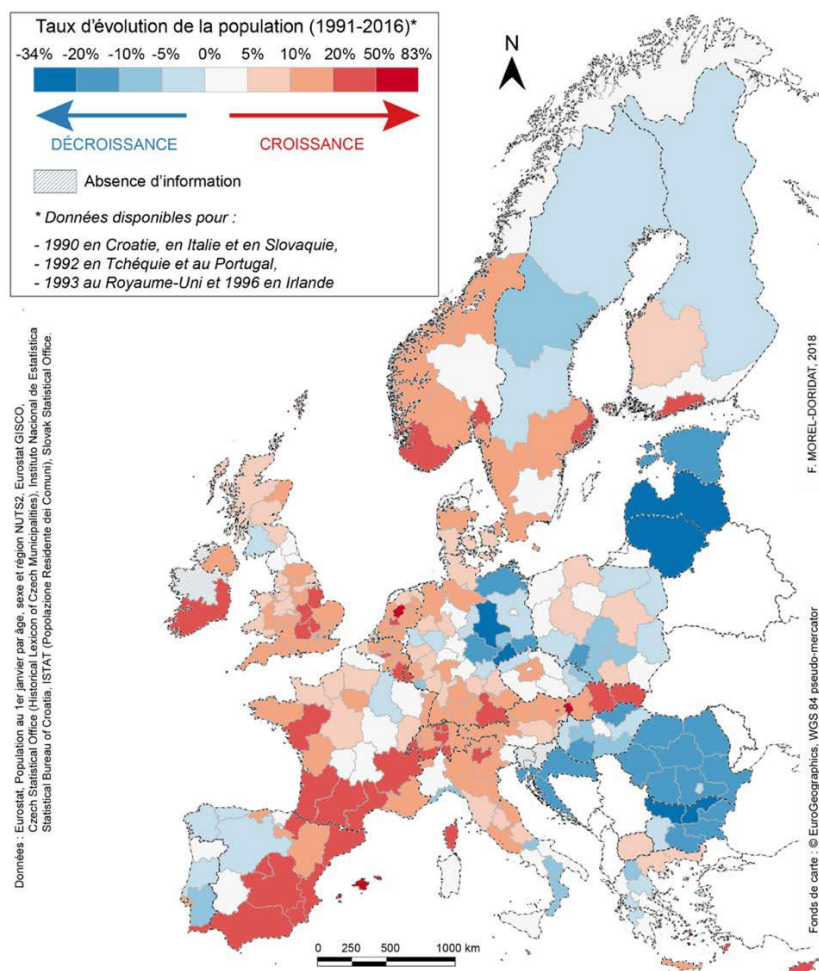 Taux d'évolution de la population (1991-2016)*
-34% -20% -10% -5% 0% 5% 10% 20% 50% 83%
DÉCROISSANCE CROISSANCE
Absence d'information
* Données disponibles pour :
- 1990 en Croatie, en Italie et en Slovaquie,
- 1992 en Tchéquie et au Portugal,
- 1993 au Royaume-Uni et 1996 en Irlande
N
Données : Eurostat, Population au 1er janvier par âge, sexe et région NUTS2, Eurostat GISCO,
Czech Statistical Office (Historical Lexicon of Czech Municipalities), Instituto Nacional de Estatistica
Statistical Bureau of Croatia, ISTAT (Popolazione Residente dei Comuni), Slovak Statistical Office.
F. MOREL-DORIDAT, 2018
Fonds de carte : © EuroGeographics, WGS 84 pseudo-mercator
0 250 500 1000 km